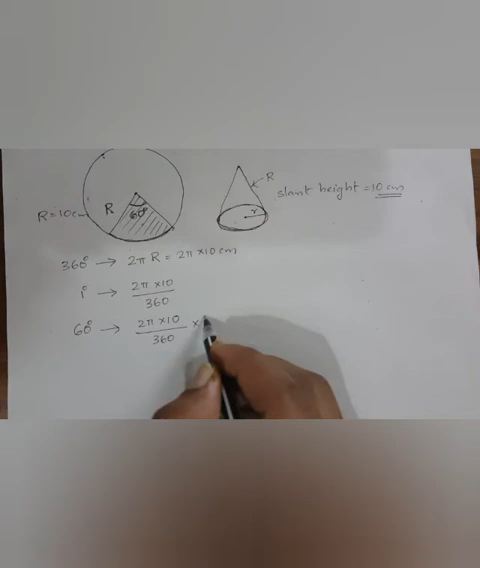 R
60°
R = 10cm
R
r
slant height = 10 cm
360° → 2π R = 2π × 10 cm
1° → 2π × 10 / 360
60° → 2π × 10 / 360 ×